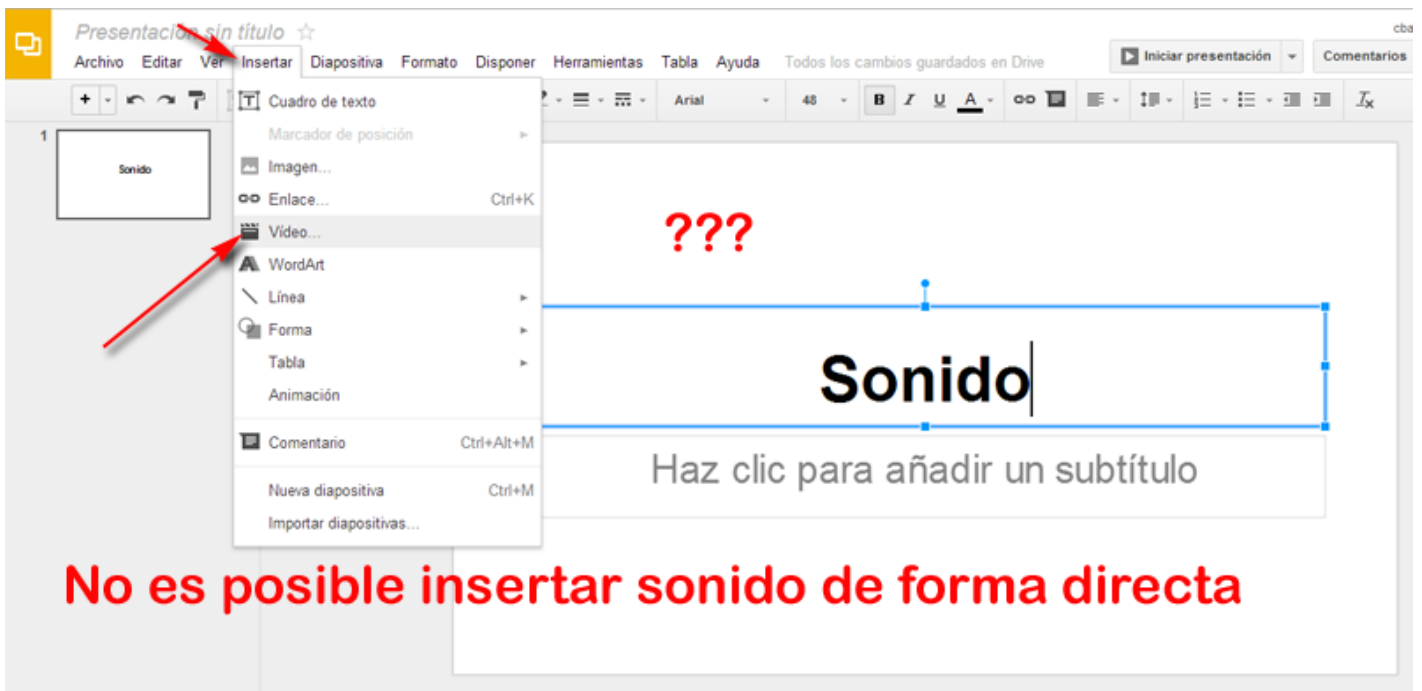 Presentación sin título
cba
Archivo Editar Ver Insertar Diapositiva Formato Disponer Herramientas Tabla Ayuda Todos los cambios guardados en Drive
Iniciar presentación
Comentarios
Arial 48 B I U A
1
Sonido
Cuadro de texto
Marcador de posición
Imagen...
Enlace... Ctrl+K
Vídeo...
WordArt
Línea
Forma
Tabla
Animación
Comentario Ctrl+Alt+M
Nueva diapositiva Ctrl+M
Importar diapositivas...
???
Sonido
Haz clic para añadir un subtítulo
No es posible insertar sonido de forma directa